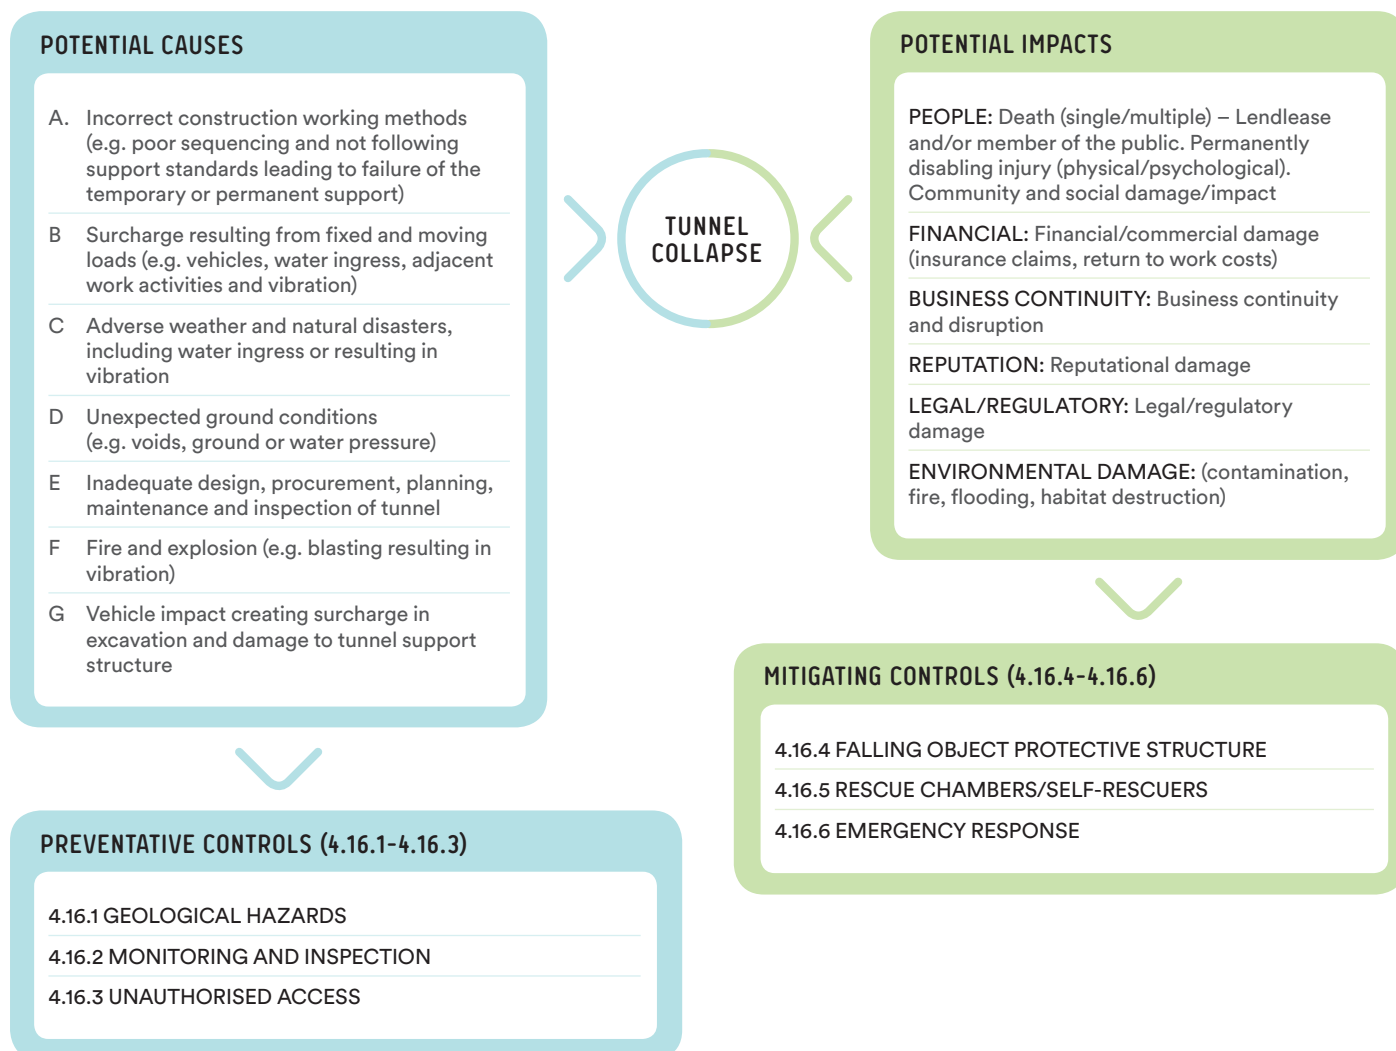 POTENTIAL CAUSES
A. Incorrect construction working methods
(e.g. poor sequencing and not following
support standards leading to failure of the
temporary or permanent support)
B Surcharge resulting from fixed and moving
loads (e.g. vehicles, water ingress, adjacent
work activities and vibration)
C Adverse weather and natural disasters,
including water ingress or resulting in
vibration
D Unexpected ground conditions
(e.g. voids, ground or water pressure)
E Inadequate design, procurement, planning,
maintenance and inspection of tunnel
F Fire and explosion (e.g. blasting resulting in
vibration)
G Vehicle impact creating surcharge in
excavation and damage to tunnel support
structure
TUNNEL
COLLAPSE
POTENTIAL IMPACTS
PEOPLE: Death (single/multiple) – Lendlease
and/or member of the public. Permanently
disabling injury (physical/psychological).
Community and social damage/impact
FINANCIAL: Financial/commercial damage
(insurance claims, return to work costs)
BUSINESS CONTINUITY: Business continuity
and disruption
REPUTATION: Reputational damage
LEGAL/REGULATORY: Legal/regulatory
damage
ENVIRONMENTAL DAMAGE: (contamination,
fire, flooding, habitat destruction)
PREVENTATIVE CONTROLS (4.16.1-4.16.3)
4.16.1 GEOLOGICAL HAZARDS
4.16.2 MONITORING AND INSPECTION
4.16.3 UNAUTHORISED ACCESS
MITIGATING CONTROLS (4.16.4-4.16.6)
4.16.4 FALLING OBJECT PROTECTIVE STRUCTURE
4.16.5 RESCUE CHAMBERS/SELF-RESCUERS
4.16.6 EMERGENCY RESPONSE